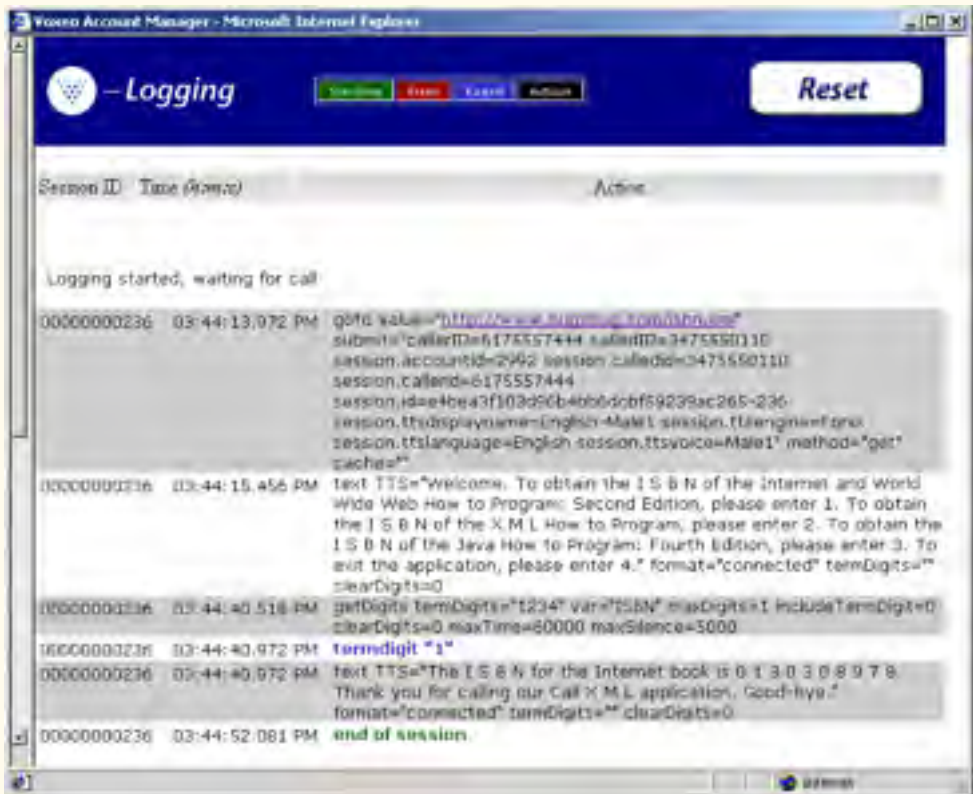 Voxeo Account Manager - Microsoft Internet Explorer
– Logging
Error
Event
Action
Reset
Session ID Time Action
Logging started, waiting for call
00000000236 03:44:13.972 PM goto value="
submit="callerID=6175557444 calledID=3475550110
session.accountid=2992 session.calledid=3475550110
session.callerid=6175557444
session.ttsdisplayname=English-Male1
session.ttslanguage=English session.ttsvoice=Male1" method="get"
cache=""
00000000236 03:44:15.456 PM text TTS="Welcome. To obtain the I S B N of the Internet and World
Wide Web How to Program: Second Edition, please enter 1. To obtain
the I S B N of the X M L How to Program, please enter 2. To obtain the
I S B N of the Java How to Program: Fourth Edition, please enter 3. To
exit the application, please enter 4." format="connected" termDigits=""
clearDigits=0
00000000236 03:44:40.518 PM getDigits termDigits="1234" var="ISBN" maxDigits=1 includeTermDigit=0
clearDigits=0 maxTime=60000 maxSilence=5000
00000000236 03:44:40.972 PM termdigit "1"
00000000236 03:44:40.972 PM text TTS="The I S B N for the Internet book is 0 1 3 0 3 0 8 9 7 8.
Thank you for calling our Call X M L application. Good-bye."
format="connected" termDigits="" clearDigits=0
00000000236 03:44:52.081 PM end of session
Internet